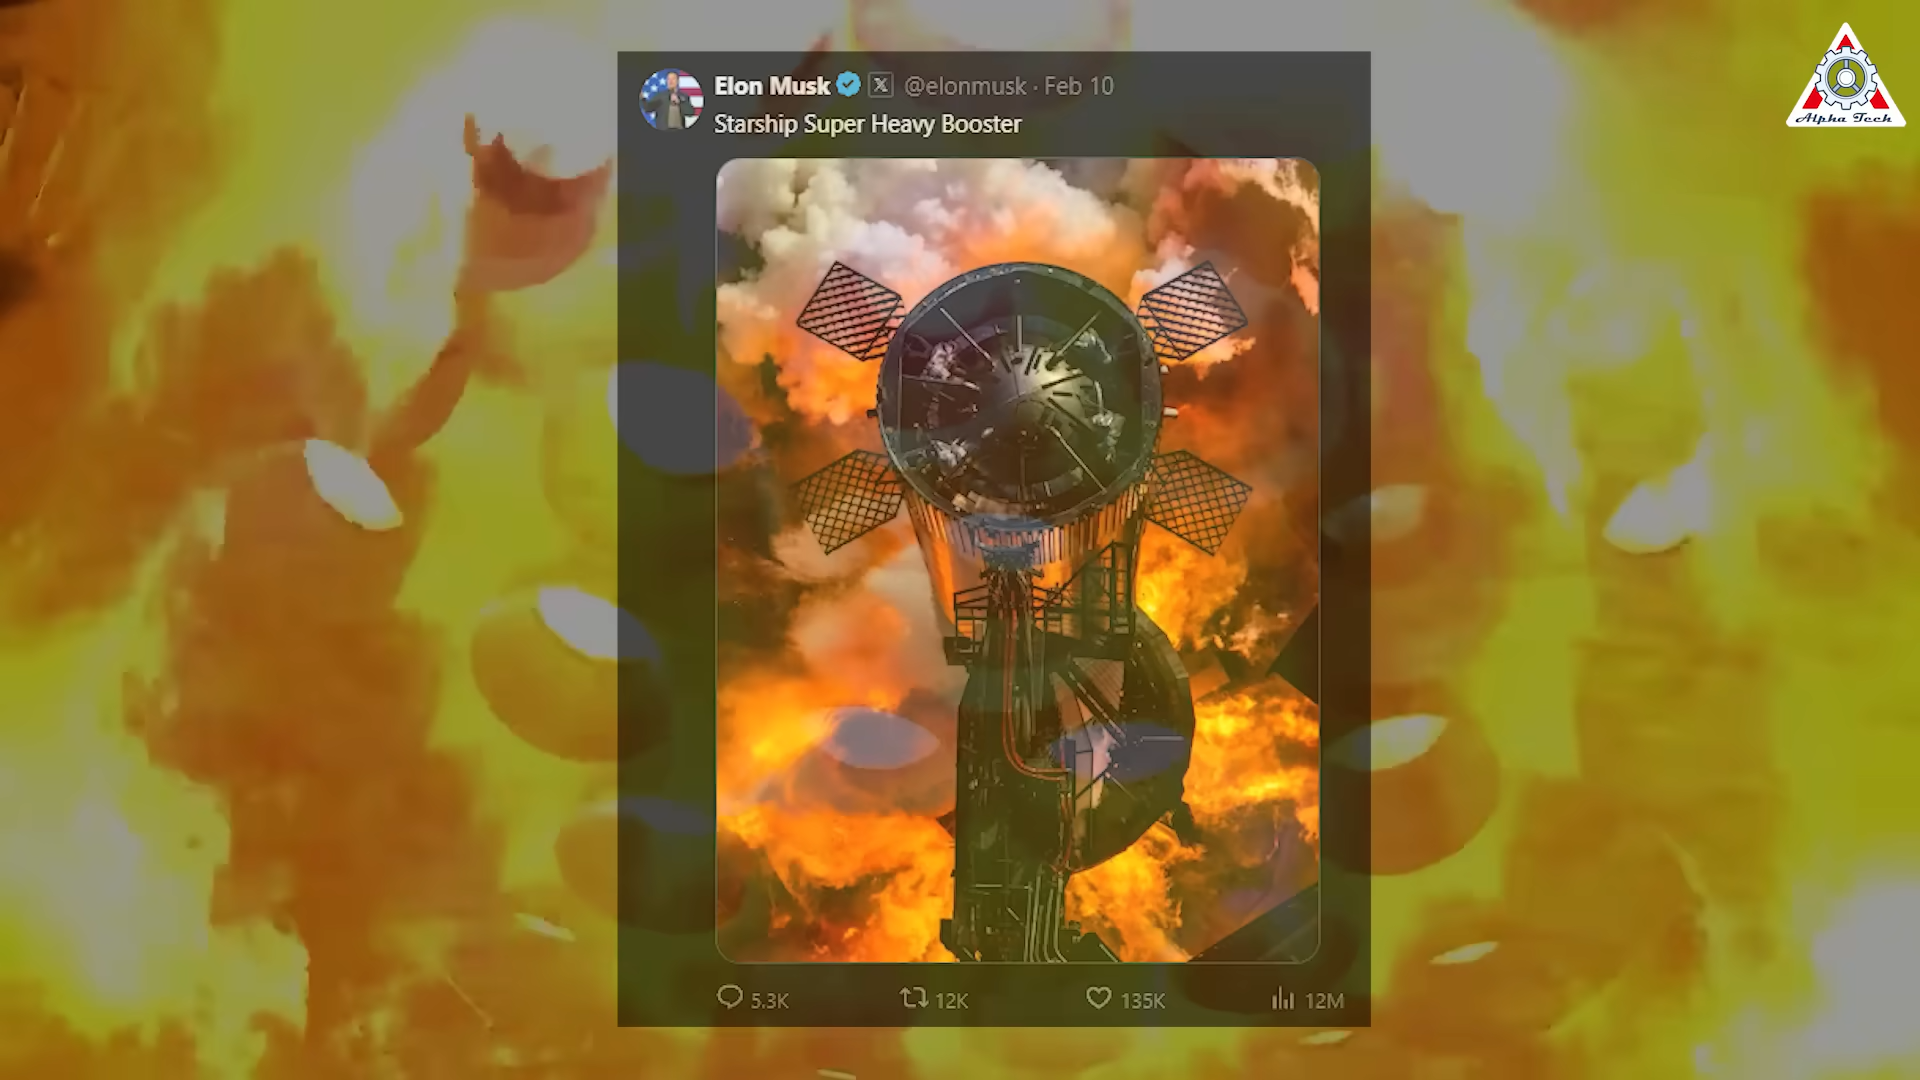 Elon Musk @elonmusk · Feb 10
Starship Super Heavy Booster
5.3K 12K 135K 12M
Alpha Tech